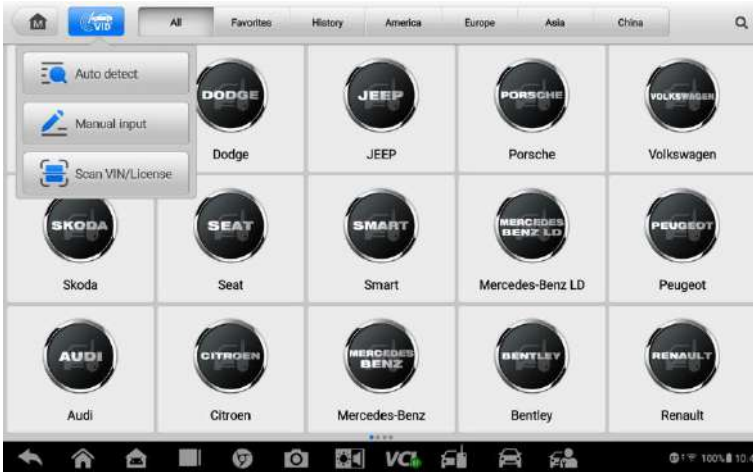 M
VID
All
Favorites
History
America
Europe
Asia
China
Auto detect
Manual input
Scan VIN/License
DODGE
JEEP
PORSCHE
VOLKSWAGEN
Dodge
JEEP
Porsche
Volkswagen
SKODA
SEAT
SMART
MERCEDES
BENZ LD
PEUGEOT
Skoda
Seat
Smart
Mercedes-Benz LD
Peugeot
AUDI
CITROEN
MERCEDES
BENZ
BENTLEY
RENAULT
Audi
Citroen
Mercedes-Benz
Bentley
Renault
VCI
100%
10: